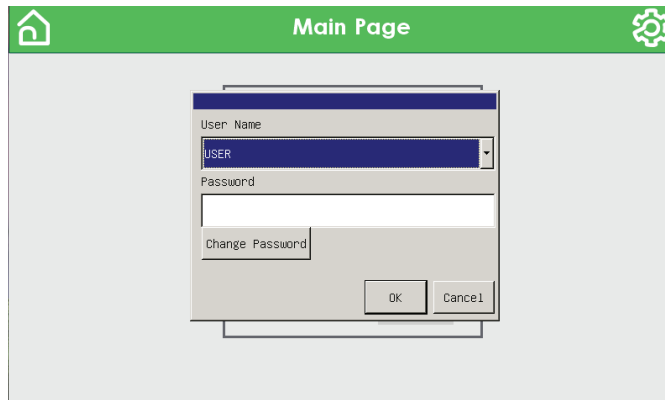 Main Page
User Name
USER
Password
Change Password
OK
Cancel